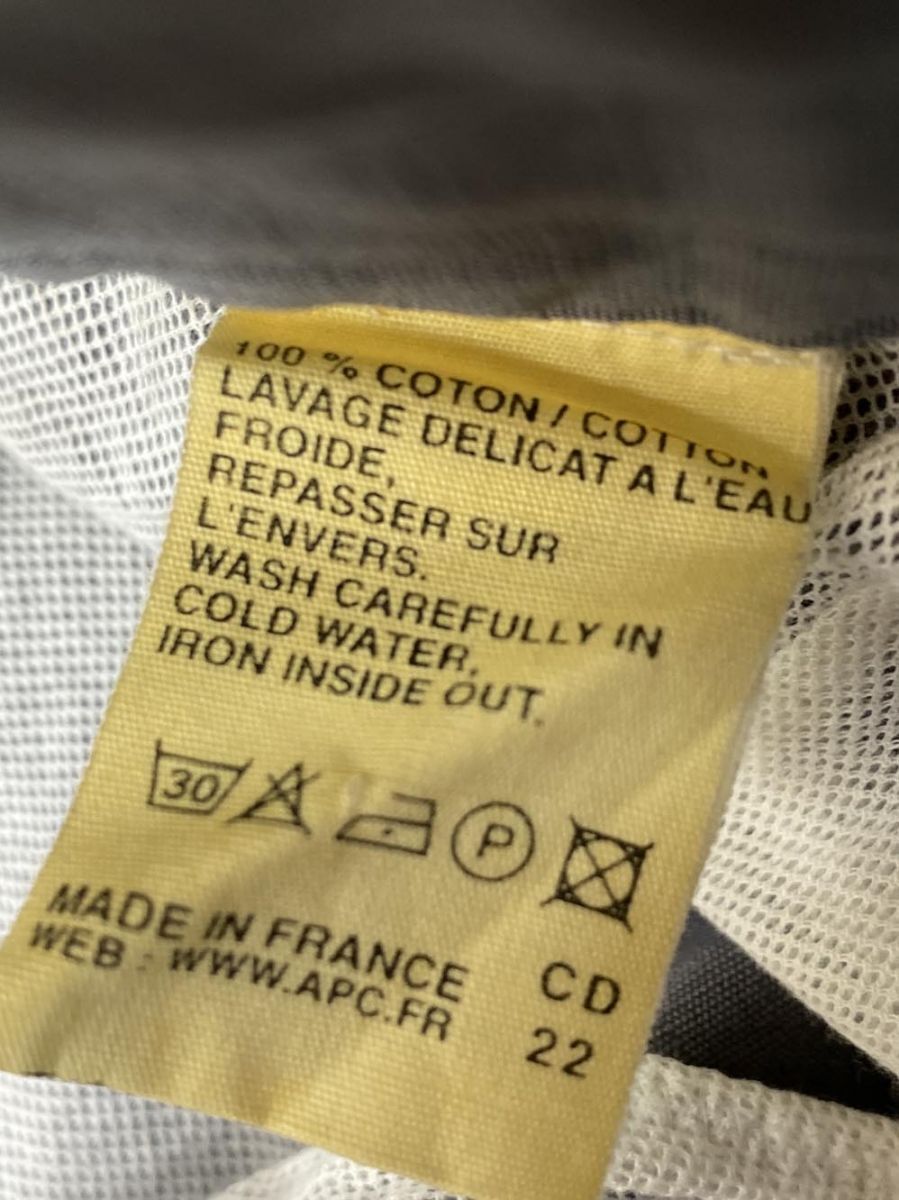 100 % COTON / COTTON
LAVAGE DELICAT A L'EAU
FROIDE,
REPASSER SUR
L'ENVERS.
WASH CAREFULLY IN
COLD WATER,
IRON INSIDE OUT.
30 P
MADE IN FRANCE CD
WEB : WWW.APC.FR 22